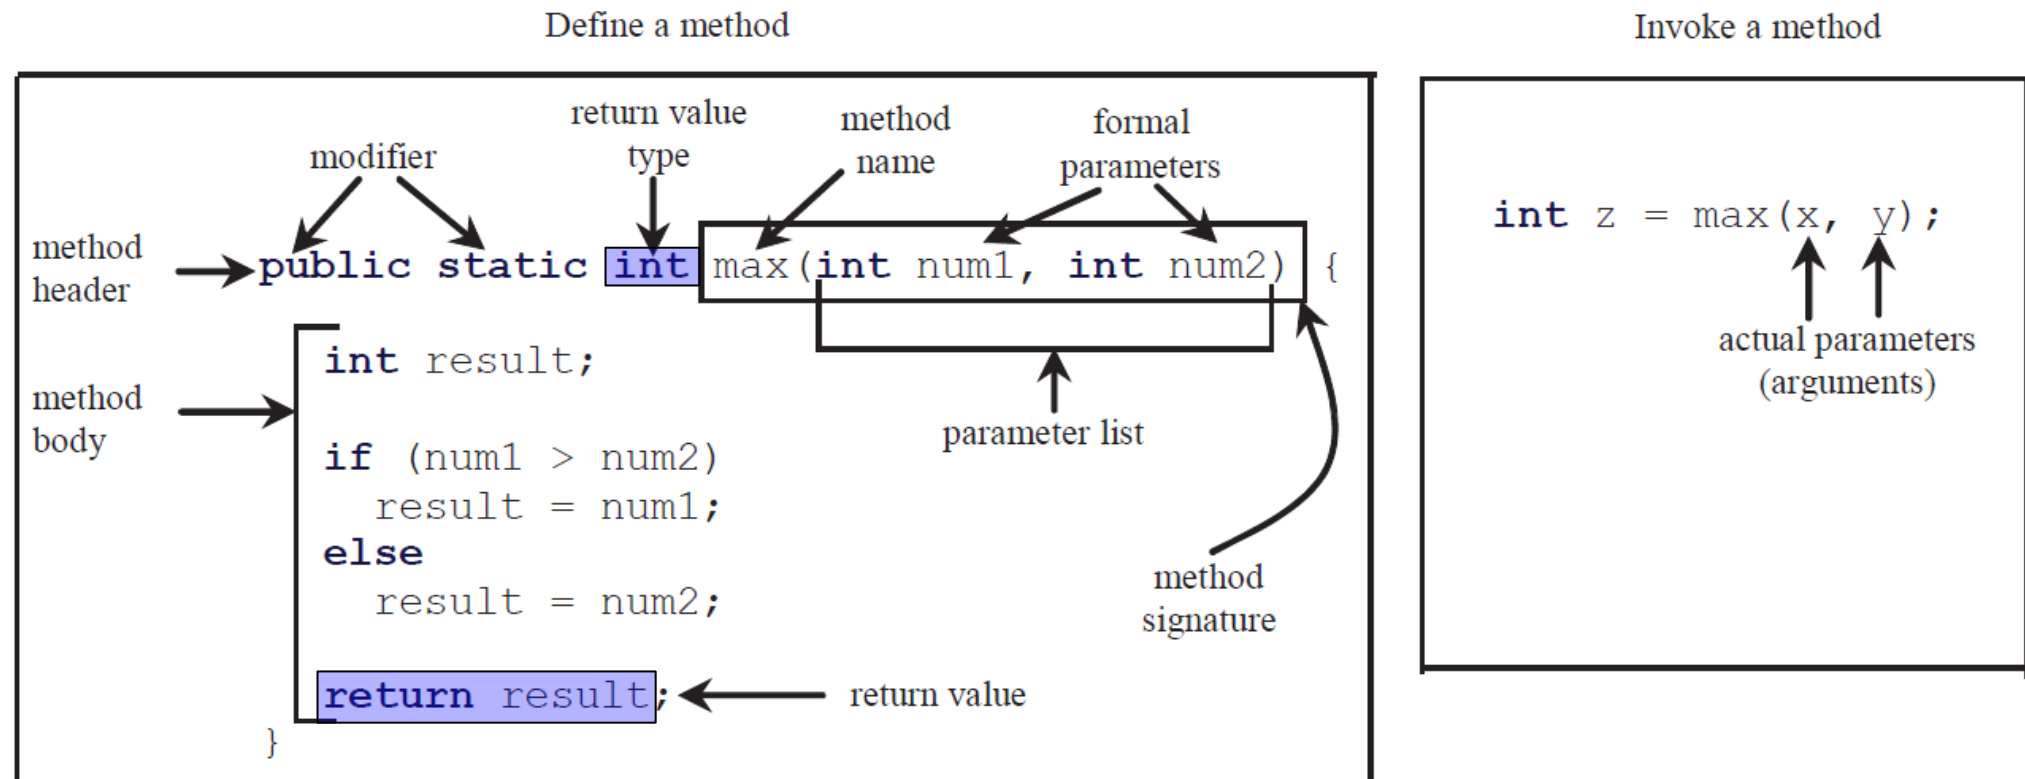 Define a method
Invoke a method
return value
type
method
name
formal
parameters
modifier
method
header
public static int max(int num1, int num2) {
int z = max(x, y);
actual parameters
(arguments)
int result;
method
body
parameter list
if (num1 > num2)
result = num1;
else
result = num2;
method
signature
return result;
return value
}